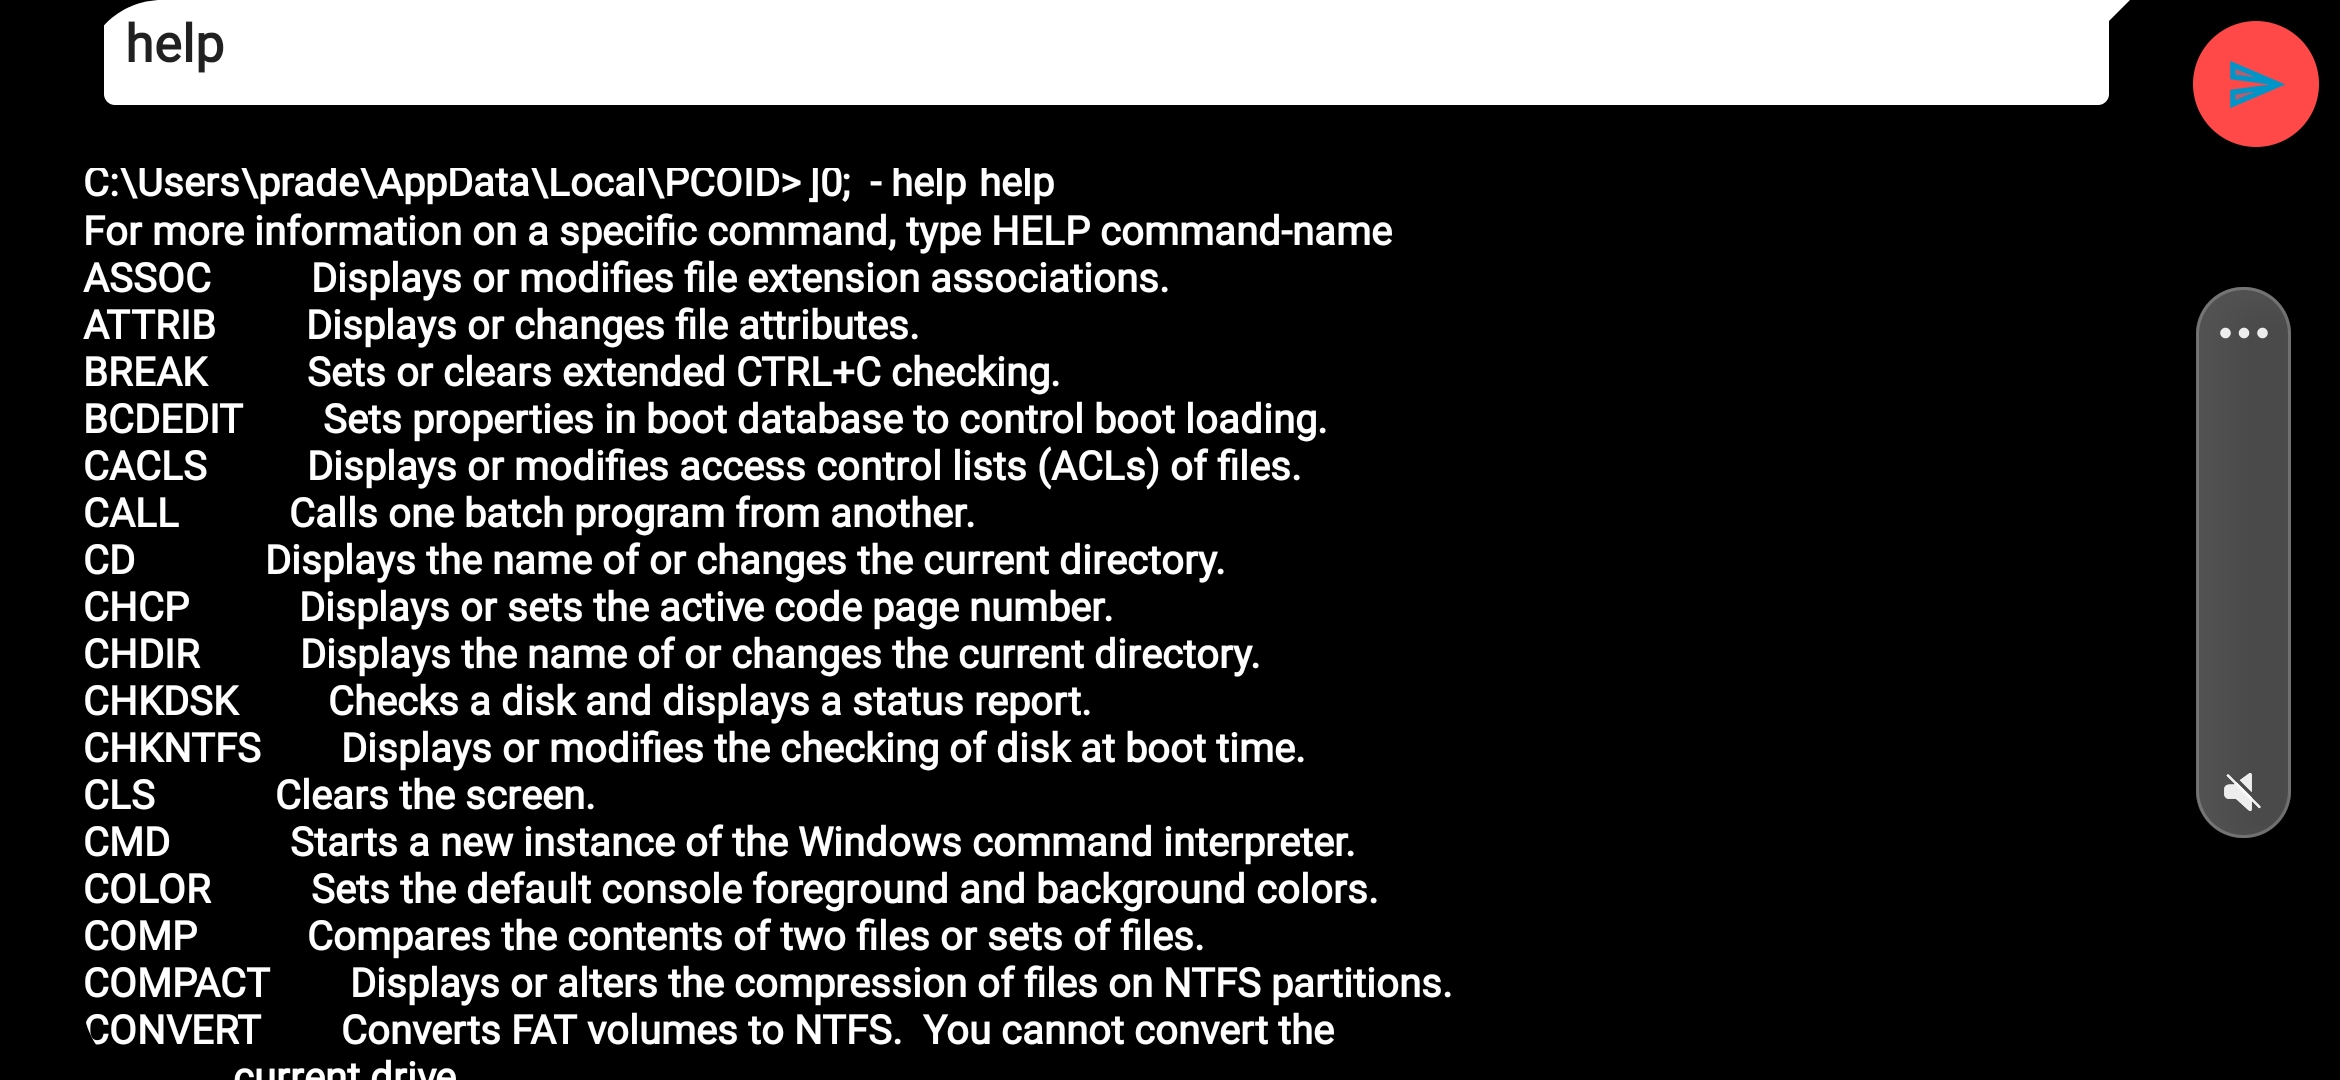 help
C:\Users\prade\AppData\Local\PCOID> ]0;  - help help
For more information on a specific command, type HELP command-name
ASSOC          Displays or modifies file extension associations.
ATTRIB         Displays or changes file attributes.
BREAK          Sets or clears extended CTRL+C checking.
BCDEDIT        Sets properties in boot database to control boot loading.
CACLS          Displays or modifies access control lists (ACLs) of files.
CALL           Calls one batch program from another.
CD             Displays the name of or changes the current directory.
CHCP           Displays or sets the active code page number.
CHDIR          Displays the name of or changes the current directory.
CHKDSK         Checks a disk and displays a status report.
CHKNTFS        Displays or modifies the checking of disk at boot time.
CLS            Clears the screen.
CMD            Starts a new instance of the Windows command interpreter.
COLOR          Sets the default console foreground and background colors.
COMP           Compares the contents of two files or sets of files.
COMPACT        Displays or alters the compression of files on NTFS partitions.
CONVERT        Converts FAT volumes to NTFS.  You cannot convert the
current drive